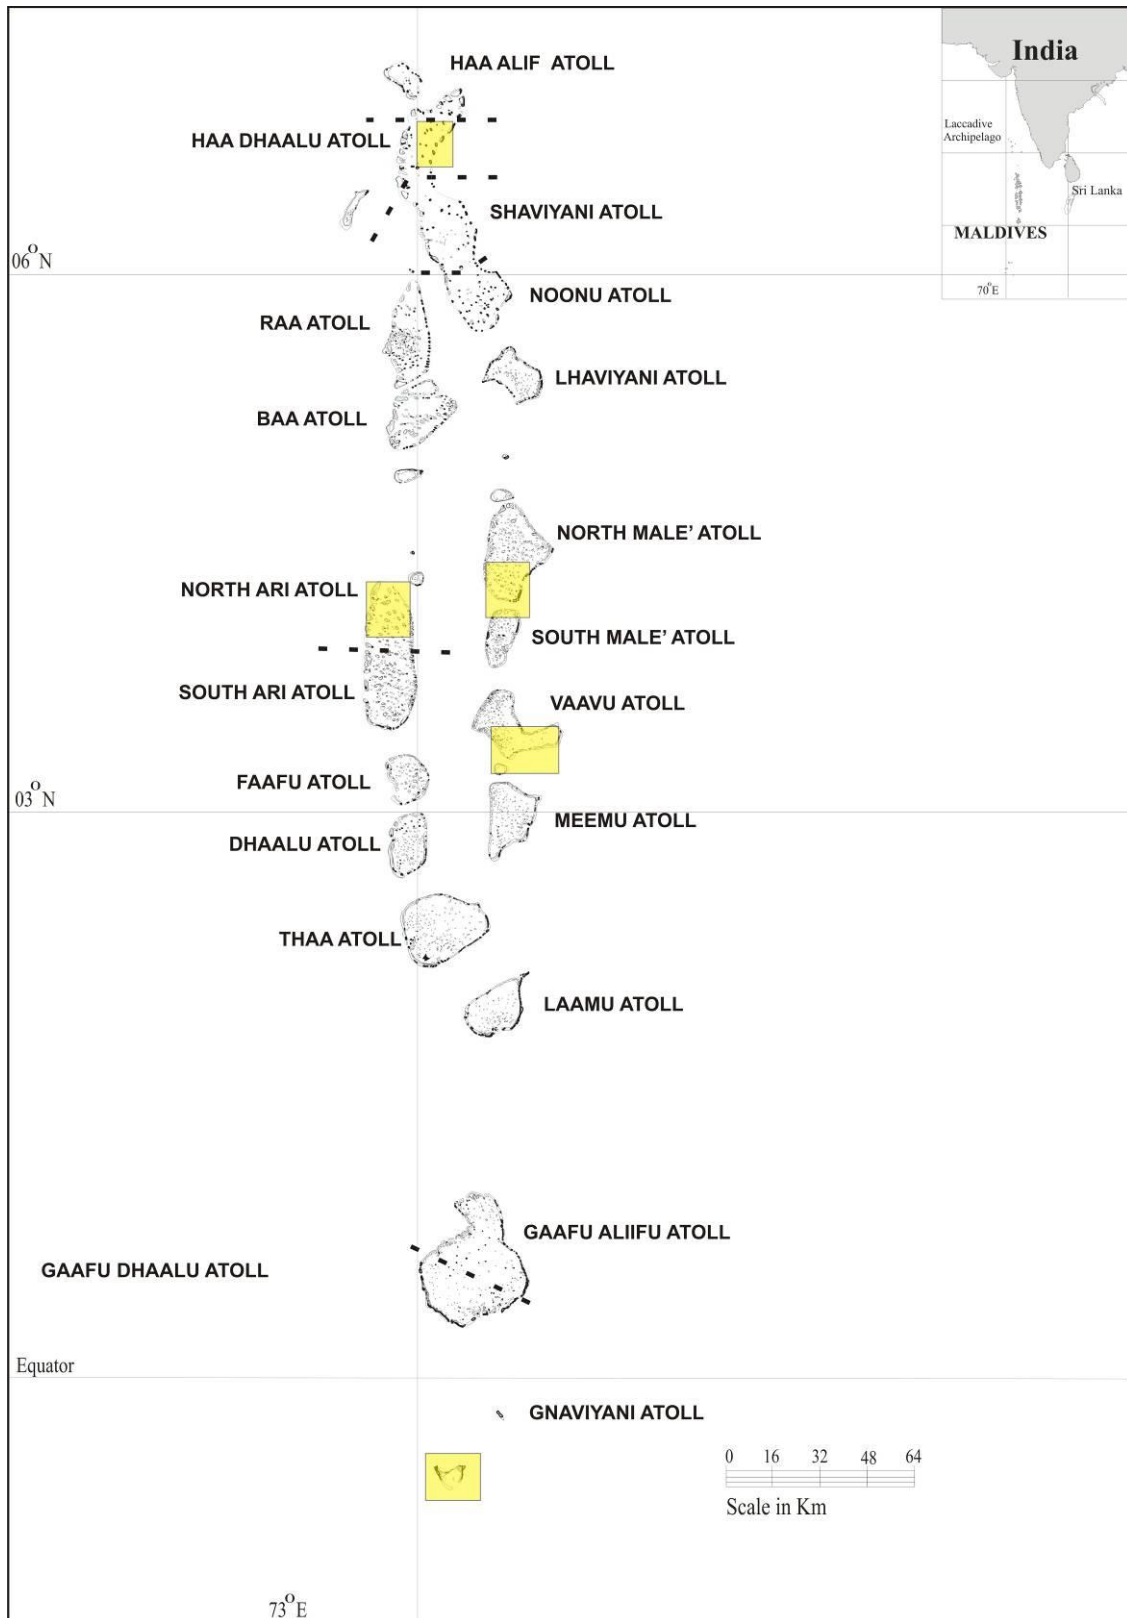 HAA ALIF ATOLL
India
HAA DHAALU ATOLL
Laccadive
Archipelago
Sri Lanka
SHAVIYANI ATOLL
MALDIVES
06°N
70°E
NOONU ATOLL
RAA ATOLL
LHAVIYANI ATOLL
BAA ATOLL
NORTH MALE' ATOLL
NORTH ARI ATOLL
SOUTH MALE' ATOLL
SOUTH ARI ATOLL
VAAVU ATOLL
FAAFU ATOLL
03°N
MEEMU ATOLL
DHAALU ATOLL
THAA ATOLL
LAAMU ATOLL
GAAFU ALIIFU ATOLL
GAAFU DHAALU ATOLL
Equator
GNAVIYANI ATOLL
0 16 32 48 64
Scale in Km
73°E